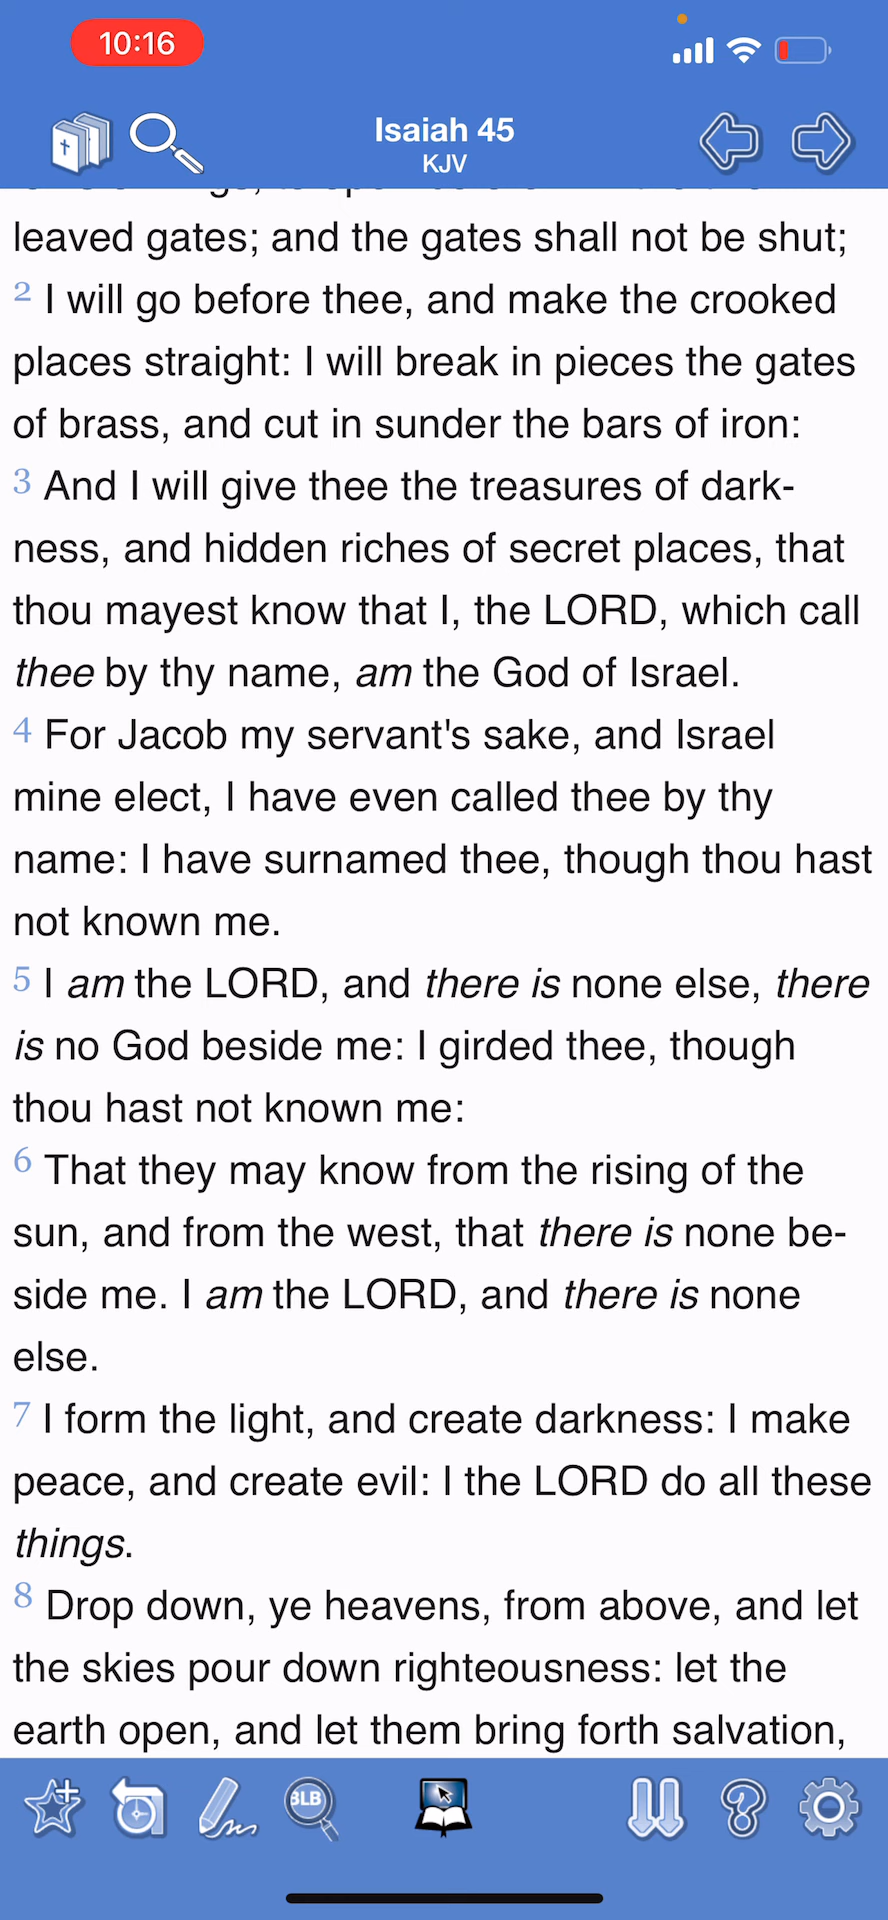 10:16
Isaiah 45
KJV
leaved gates; and the gates shall not be shut;
2 I will go before thee, and make the crooked
places straight: I will break in pieces the gates
of brass, and cut in sunder the bars of iron:
3 And I will give thee the treasures of dark-
ness, and hidden riches of secret places, that
thou mayest know that I, the LORD, which call
thee by thy name, am the God of Israel.
4 For Jacob my servant's sake, and Israel
mine elect, I have even called thee by thy
name: I have surnamed thee, though thou hast
not known me.
5 I am the LORD, and there is none else, there
is no God beside me: I girded thee, though
thou hast not known me:
6 That they may know from the rising of the
sun, and from the west, that there is none be-
side me. I am the LORD, and there is none
else.
7 I form the light, and create darkness: I make
peace, and create evil: I the LORD do all these
things.
8 Drop down, ye heavens, from above, and let
the skies pour down righteousness: let the
earth open, and let them bring forth salvation,
BLB